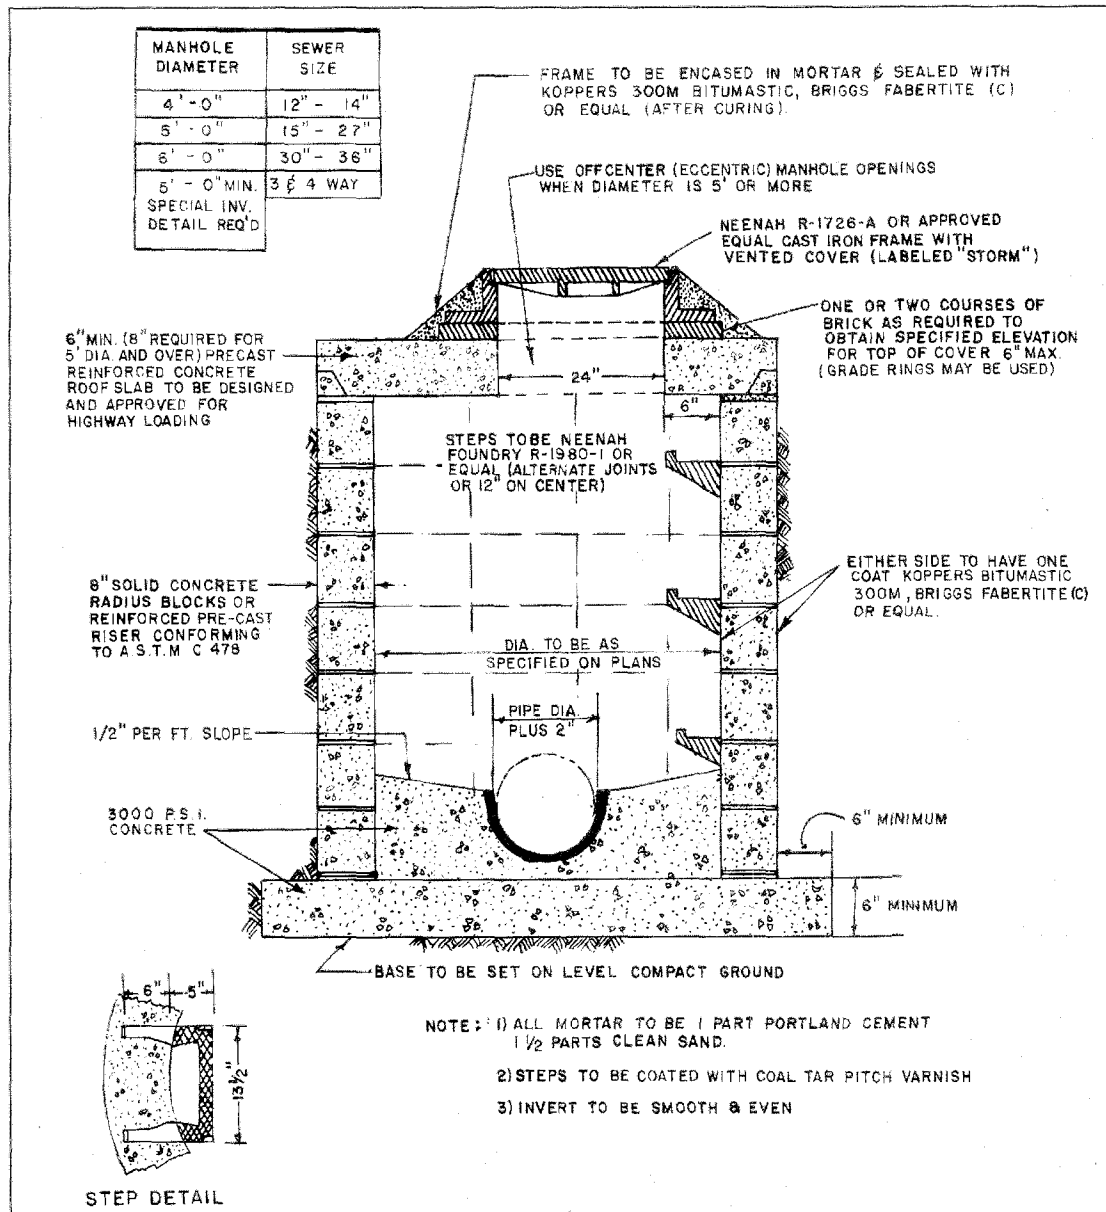 MANHOLE DIAMETER SEWER SIZE
4'-0" 12" - 14"
5'-0" 15" - 27"
6'-0" 30" - 36"
5'-0" MIN. 3 & 4 WAY
SPECIAL INV.
DETAIL REQ'D
FRAME TO BE ENCASED IN MORTAR & SEALED WITH
KOPPERS 300M BITUMASTIC, BRIGGS FABERTITE (C)
OR EQUAL (AFTER CURING).
USE OFFCENTER (ECCENTRIC) MANHOLE OPENINGS
WHEN DIAMETER IS 5' OR MORE
NEENAH R-1726-A OR APPROVED
EQUAL CAST IRON FRAME WITH
VENTED COVER (LABELED "STORM")
ONE OR TWO COURSES OF
BRICK AS REQUIRED TO
OBTAIN SPECIFIED ELEVATION
FOR TOP OF COVER 6" MAX.
(GRADE RINGS MAY BE USED)
6" MIN. (8" REQUIRED FOR
5' DIA. AND OVER) PRECAST
REINFORCED CONCRETE
ROOF SLAB TO BE DESIGNED
AND APPROVED FOR
HIGHWAY LOADING
24"
6"
STEPS TO BE NEENAH
FOUNDRY R-1980-1 OR
EQUAL (ALTERNATE JOINTS
OR 12" ON CENTER)
8" SOLID CONCRETE
RADIUS BLOCKS OR
REINFORCED PRE-CAST
RISER CONFORMING
TO A.S.T.M C 478
EITHER SIDE TO HAVE ONE
COAT KOPPERS BITUMASTIC
300M, BRIGGS FABERTITE (C)
OR EQUAL.
DIA. TO BE AS
SPECIFIED ON PLANS
PIPE DIA.
PLUS 2"
1/2" PER FT. SLOPE
3000 P.S.I.
CONCRETE
6" MINIMUM
6" MINIMUM
BASE TO BE SET ON LEVEL COMPACT GROUND
6" 5"
13 1/2"
STEP DETAIL
NOTE: 1) ALL MORTAR TO BE 1 PART PORTLAND CEMENT
1 1/2 PARTS CLEAN SAND.
2) STEPS TO BE COATED WITH COAL TAR PITCH VARNISH
3) INVERT TO BE SMOOTH & EVEN